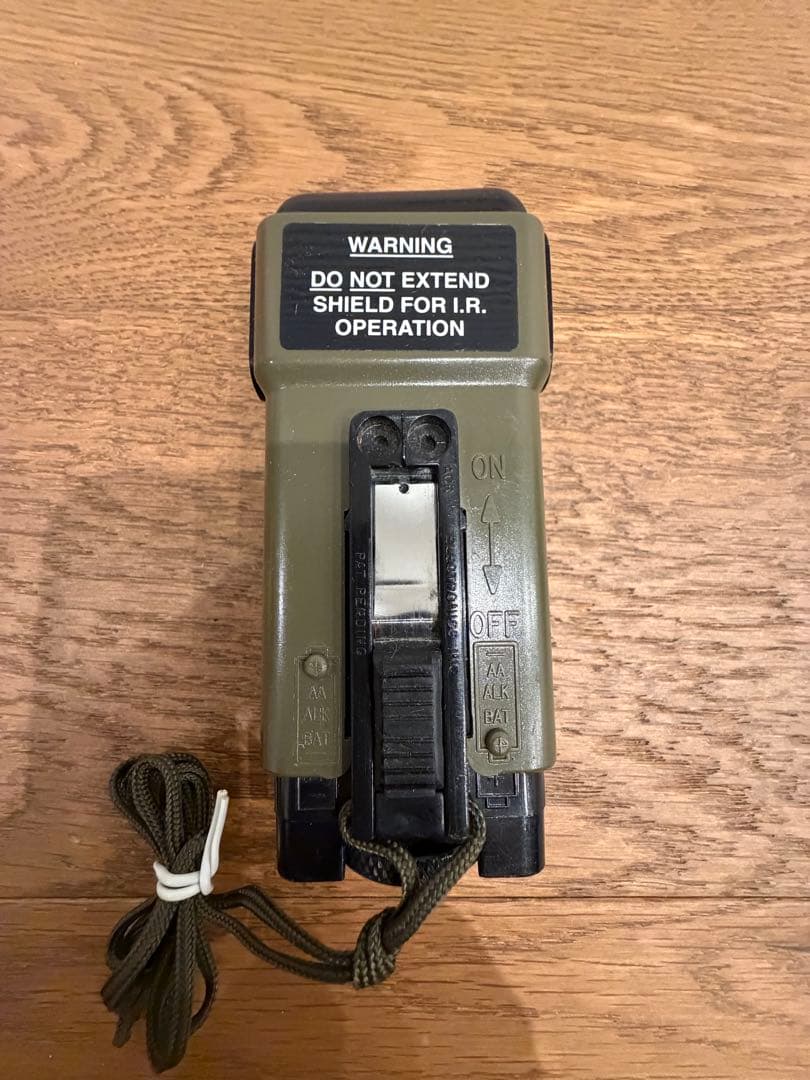 WARNING
DO NOT EXTEND
SHIELD FOR I.R.
OPERATION
ON
OFF
PAT. PENDING
AA
ALK
BAT
AA
ALK
BAT